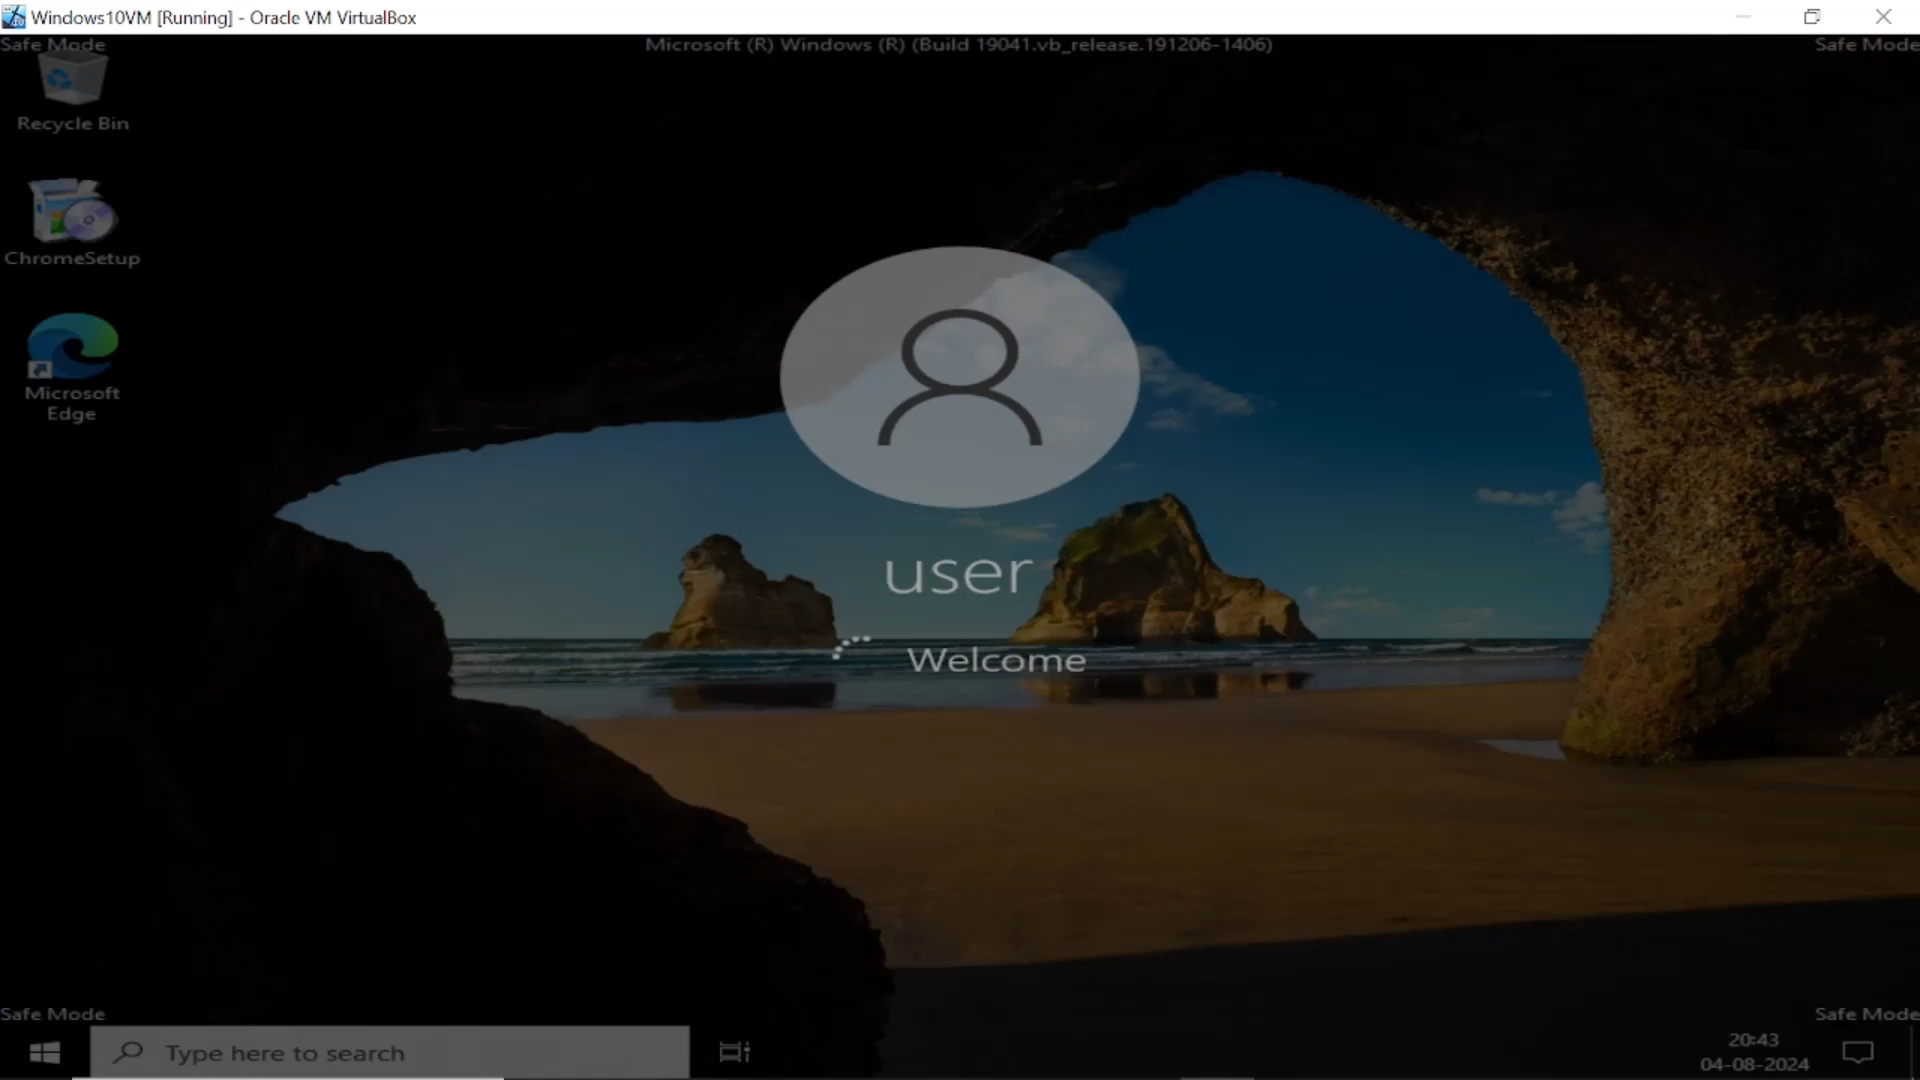 Windows10VM [Running] - Oracle VM VirtualBox
Safe Mode
Microsoft (R) Windows (R) (Build 19041.vb_release.191206-1406)
Safe Mode
Recycle Bin
ChromeSetup
Microsoft
Edge
user
Welcome
Safe Mode
Safe Mode
Type here to search
20:43
04-08-2024